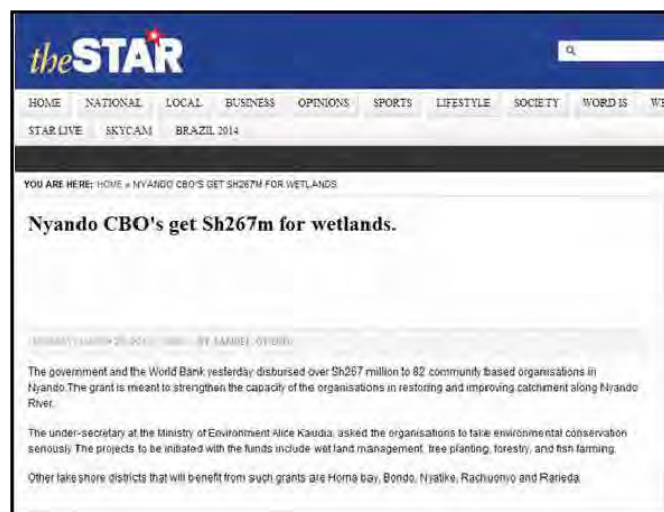 theSTAR
HOME NATIONAL LOCAL BUSINESS OPINIONS SPORTS LIFESTYLE SOCIETY WORD IS
STAR LIVE SKYCAM BRAZIL 2014
YOU ARE HERE: HOME » NYANDO CBO'S GET SH267M FOR WETLANDS.
Nyando CBO's get Sh267m for wetlands.
BY SAMUEL
The government and the World Bank yesterday disbursed over Sh267 million to 82 community based organisations in
Nyando.The grant is meant to strengthen the capacity of the organisations in restoring and improving catchment along Nyando
River.
The under-secretary at the Ministry of Environment Alice Kaudia, asked the organisations to take environmental conservation
seriously.The projects to be initiated with the funds include wet land management, tree planting, forestry, and fish farming.
Other lake shore districts that will benefit from such grants are Homa bay, Bondo, Nyatike, Rachuonyo and Rarieda.